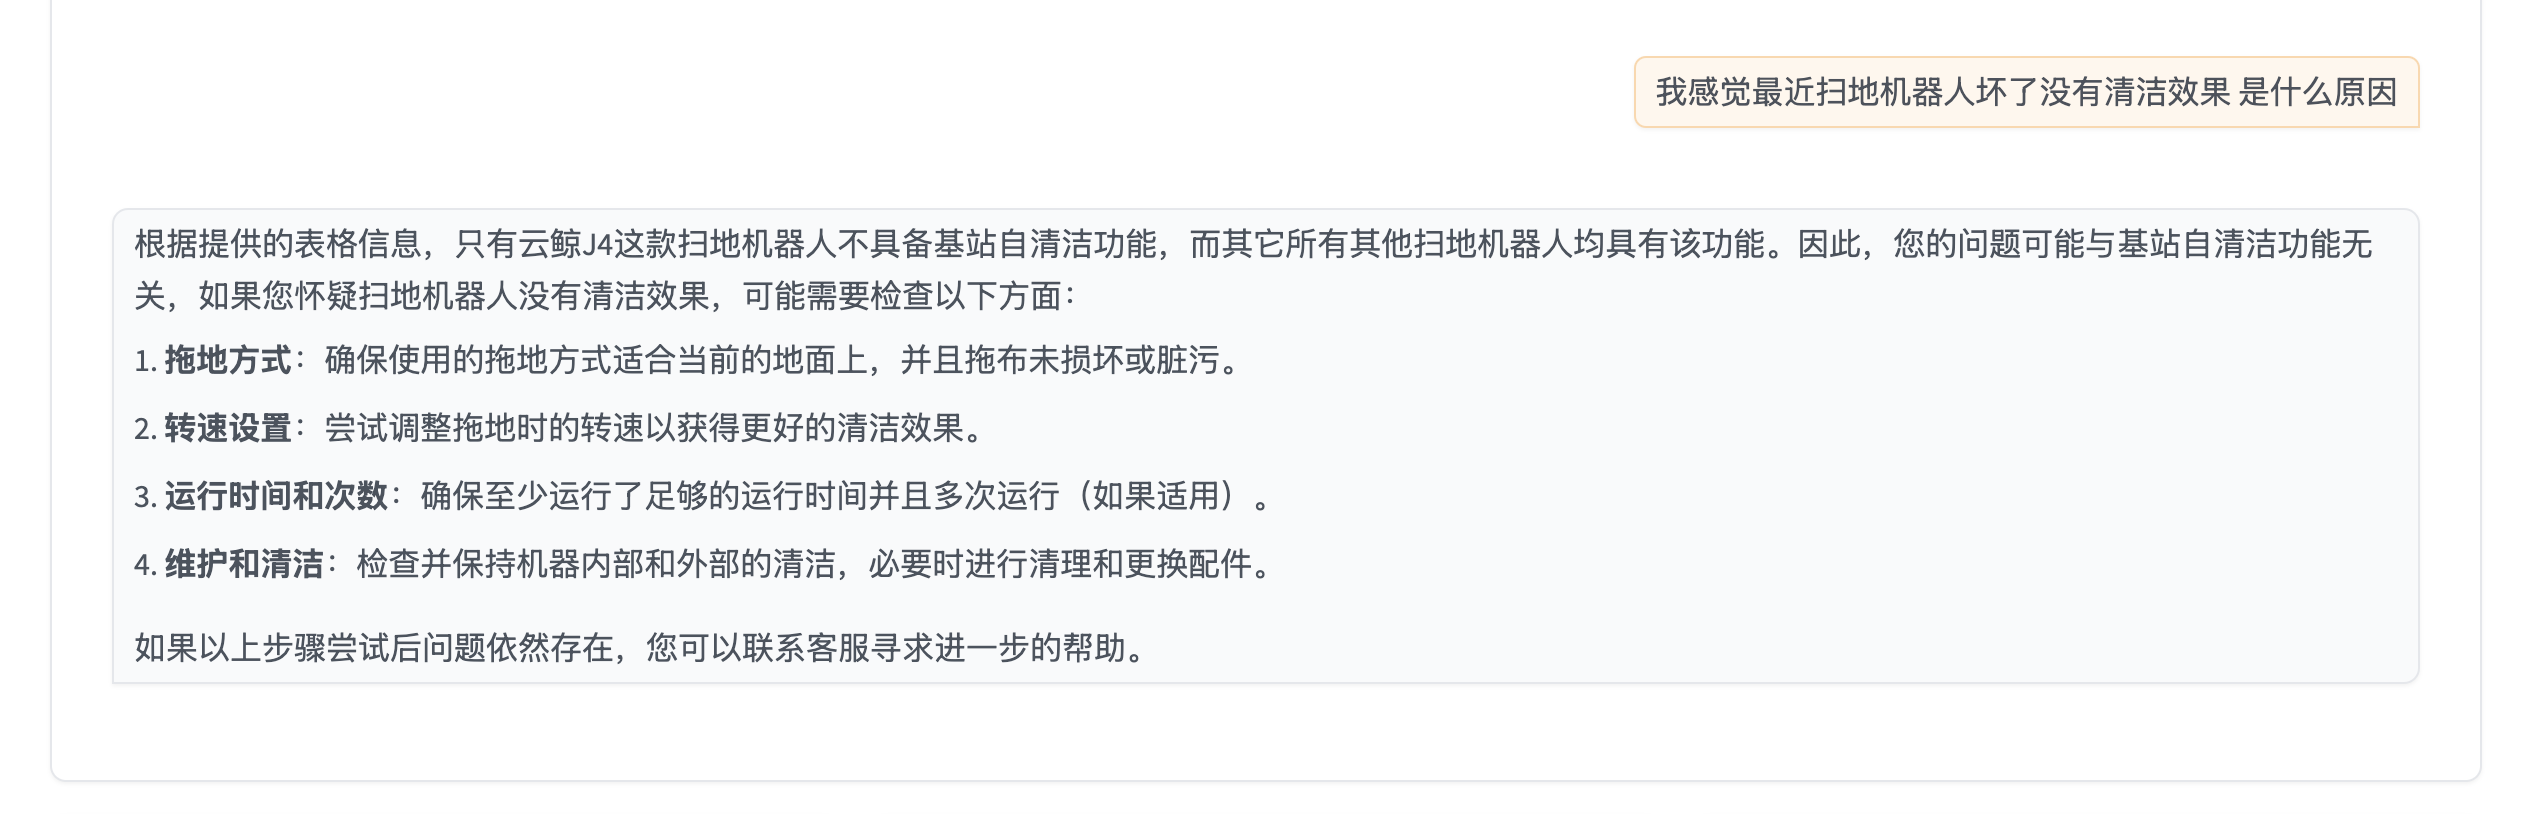 我感觉最近扫地机器人坏了没有清洁效果 是什么原因
根据提供的表格信息，只有云鲸J4这款扫地机器人不具备基站自清洁功能，而其它所有其他扫地机器人均具有该功能。因此，您的问题可能与基站自清洁功能无
关，如果您怀疑扫地机器人没有清洁效果，可能需要检查以下方面：
1. 拖地方式：确保使用的拖地方式适合当前的地面上，并且拖布未损坏或脏污。
2. 转速设置：尝试调整拖地时的转速以获得更好的清洁效果。
3. 运行时间和次数：确保至少运行了足够的运行时间并且多次运行（如果适用）。
4. 维护和清洁：检查并保持机器内部和外部的清洁，必要时进行清理和更换配件。
如果以上步骤尝试后问题依然存在，您可以联系客服寻求进一步的帮助。